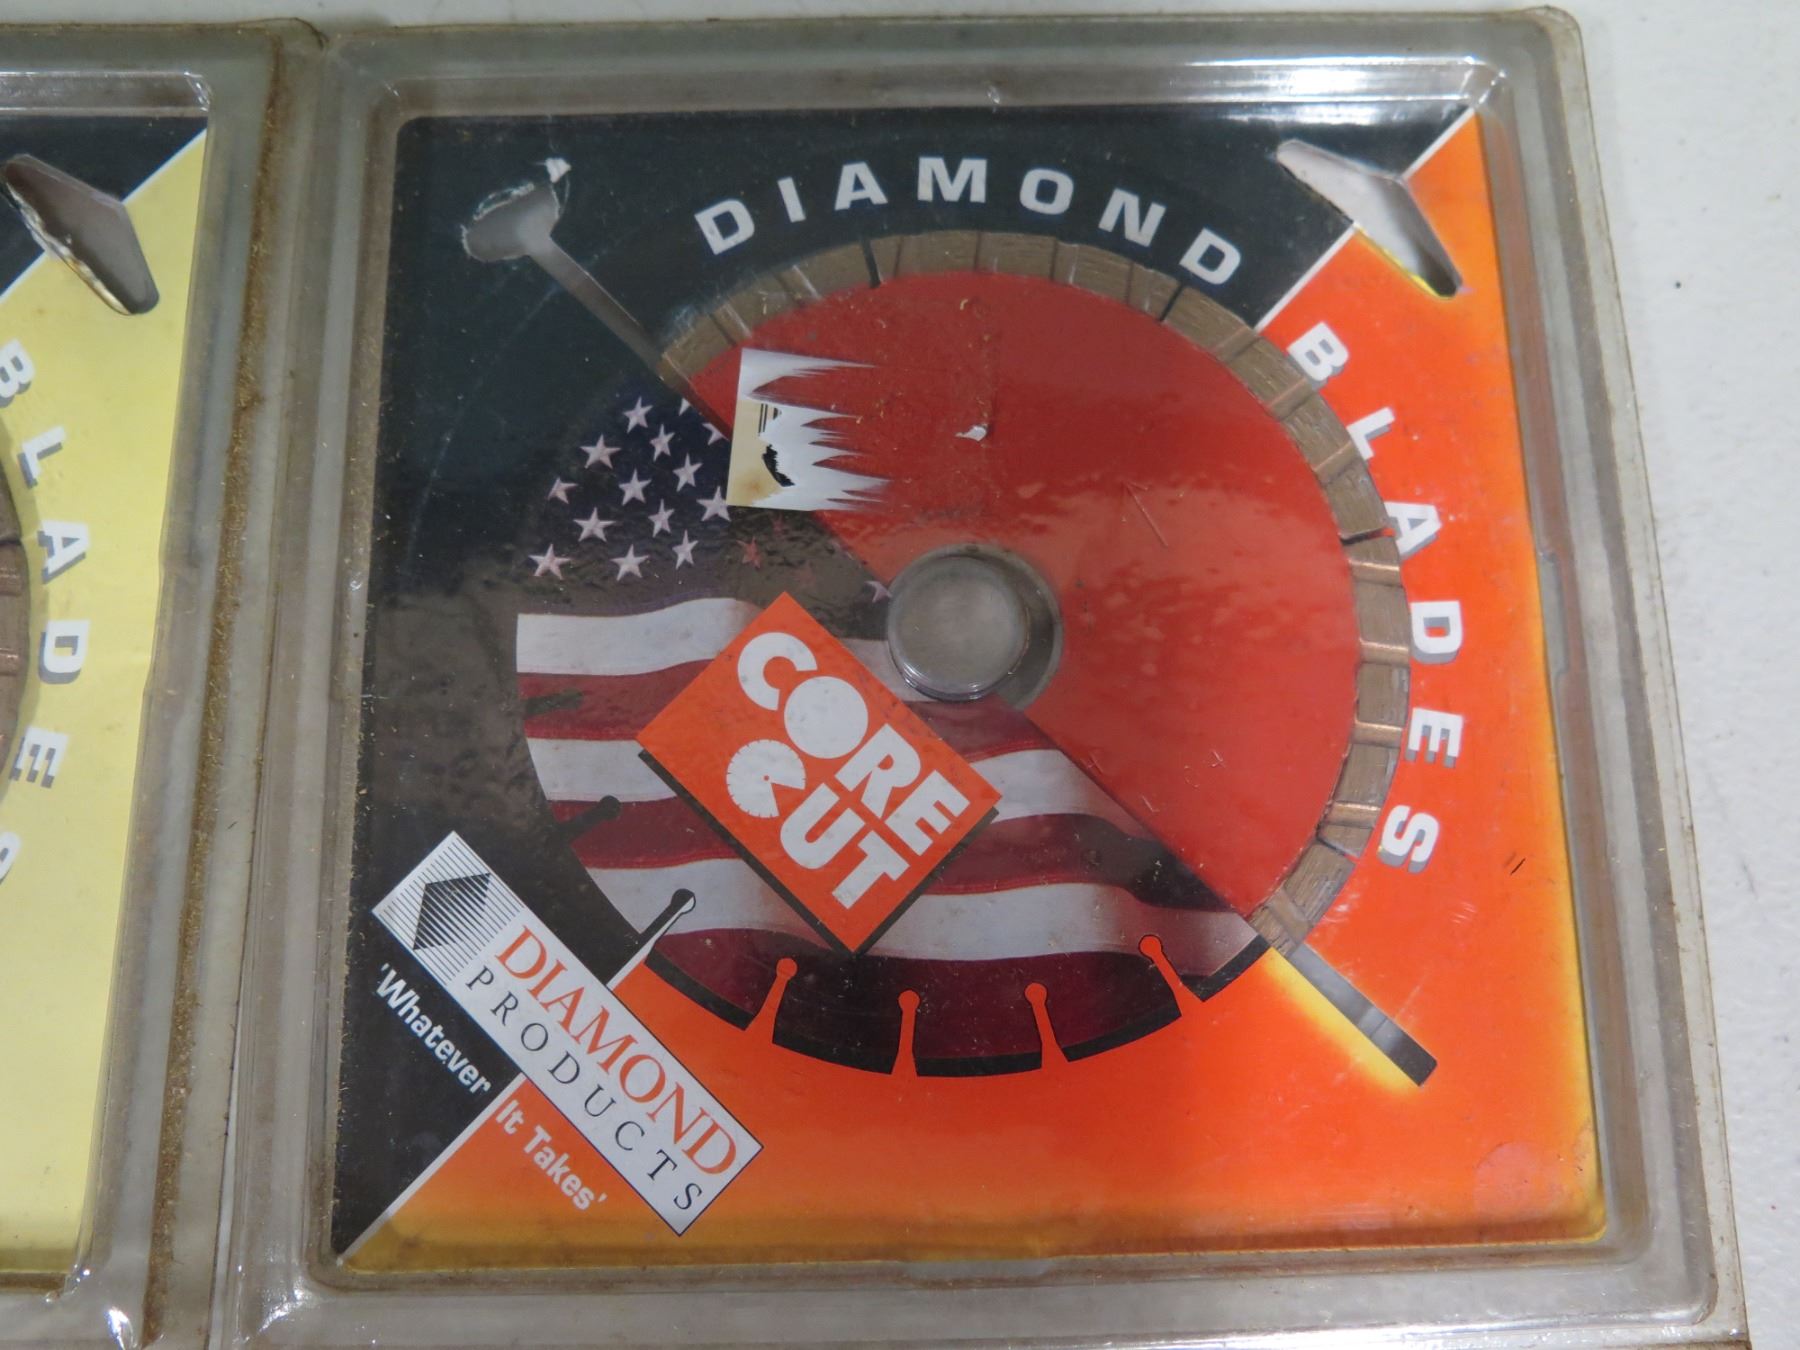 DIAMOND
BLADES
CORE
CUT
DIAMOND
PRODUCTS
'Whatever It Takes'
BLADES